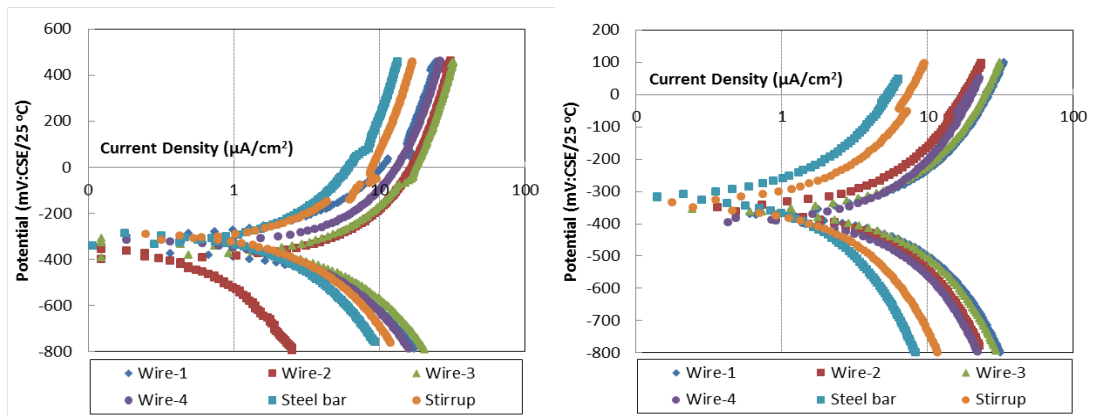 600
400
200
0
-200
-400
-600
-800
Potential (mV:CSE/25 ºC)
Current Density (µA/cm²)
0 1 10 100
Wire-1 Wire-2 Wire-3
Wire-4 Steel bar Stirrup
200
100
0
-100
-200
-300
-400
-500
-600
-700
-800
Potential (mV:CSE/25 ºC)
Current Density (µA/cm²)
0 1 10 100
Wire-1 Wire-2 Wire-3
Wire-4 Steel bar Stirrup